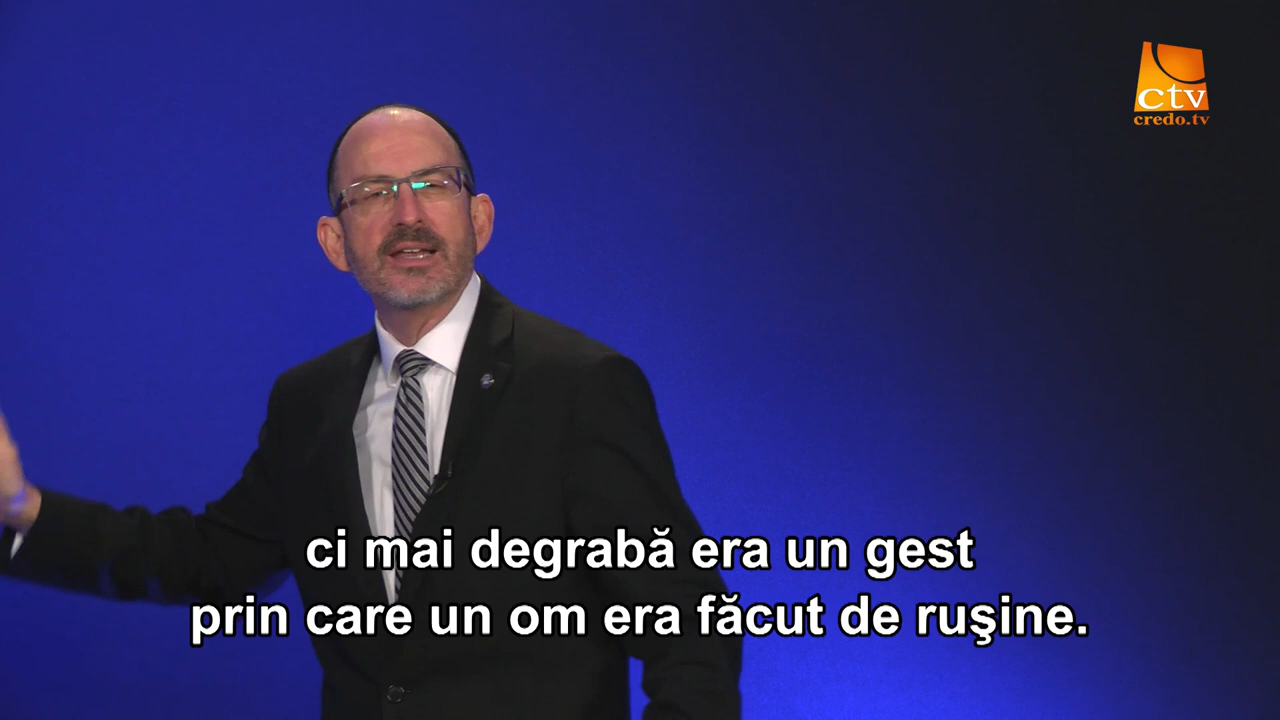 ctv
credo.tv
ci mai degrabă era un gest
prin care un om era făcut de ruşine.